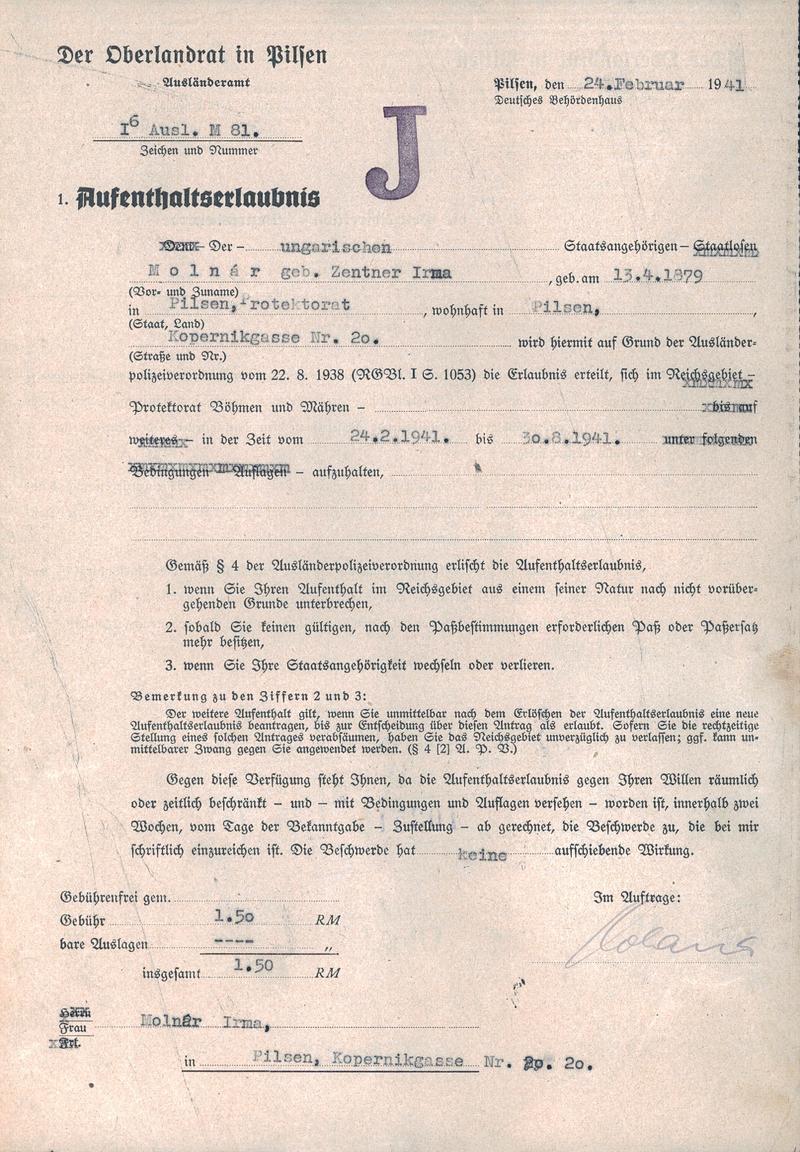 Der Oberlandrat in Pilsen
Ausländeramt
Pilsen, den 24.Februar 1941
Deutsches Behördenhaus
I6 Ausl. M 81.
Zeichen und Nummer
J
1. Aufenthaltserlaubnis
Dem – Der – ungarischen Staatsangehörigen – Staatlosen
Molnár geb. Zentner Irma , geb. am 13.4.1879
(Vor- und Zuname)
in Pilsen,Protektorat , wohnhaft in Pilsen, ,
(Staat, Land)
Kopernikgasse Nr. 2o. wird hiermit auf Grund der Ausländer-
(Straße und Nr.)
polizeiverordnung vom 22. 8. 1938 (RGBl. I S. 1053) die Erlaubnis erteilt, sich im Reichsgebiet –
Protektorat Böhmen und Mähren – bis auf
weiteres – in der Zeit vom 24.2.1941. bis 3o.8.1941. unter folgenden
Bedingungen – Auflagen – aufzuhalten,
Gemäß § 4 der Ausländerpolizeiverordnung erlischt die Aufenthaltserlaubnis,
1. wenn Sie Ihren Aufenthalt im Reichsgebiet aus einem seiner Natur nach nicht vorüber-
gehenden Grunde unterbrechen,
2. sobald Sie keinen gültigen, nach den Paßbestimmungen erforderlichen Paß oder Paßersatz
mehr besitzen,
3. wenn Sie Ihre Staatsangehörigkeit wechseln oder verlieren.
Bemerkung zu den Ziffern 2 und 3:
Der weitere Aufenthalt gilt, wenn Sie unmittelbar nach dem Erlöschen der Aufenthaltserlaubnis eine neue
Aufenthaltserlaubnis beantragen, bis zur Entscheidung über diesen Antrag als erlaubt. Sofern Sie die rechtzeitige
Stellung eines solchen Antrages verabsäumen, haben Sie das Reichsgebiet unverzüglich zu verlassen; ggf. kann un-
mittelbarer Zwang gegen Sie angewendet werden. (§ 4 [2] A. P. V.)
Gegen diese Verfügung steht Ihnen, da die Aufenthaltserlaubnis gegen Ihren Willen räumlich
oder zeitlich beschränkt – und – mit Bedingungen und Auflagen versehen – worden ist, innerhalb zwei
Wochen, vom Tage der Bekanntgabe – Zustellung – ab gerechnet, die Beschwerde zu, die bei mir
schriftlich einzureichen ist. Die Beschwerde hat keine aufschiebende Wirkung.
Gebührenfrei gem.
Im Auftrage:
Gebühr 1.5o RM
bare Auslagen ---- „
insgesamt 1.50 RM
Herrn
Frau Molnár Irma,
Frl.
in Pilsen, Kopernikgasse Nr. 2o. 2o.